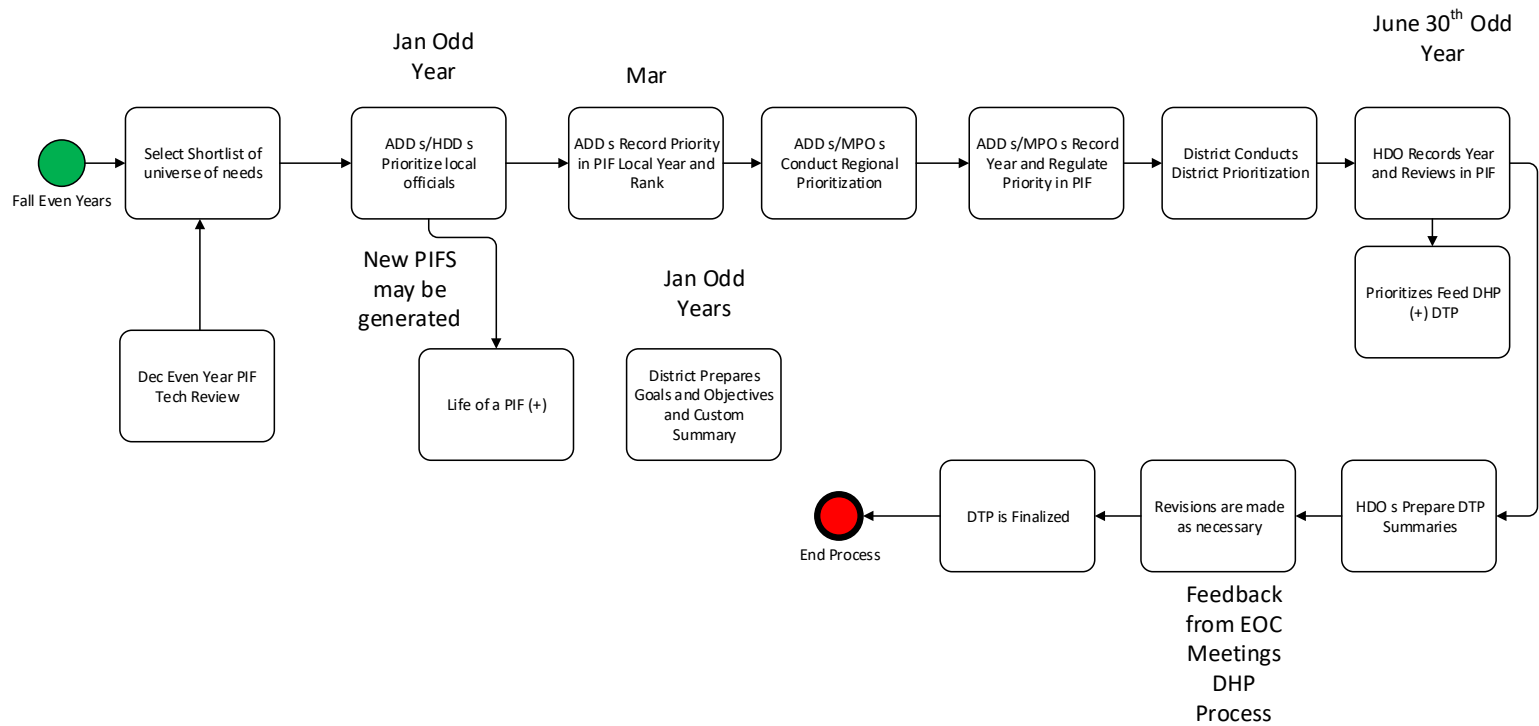 Jan Odd
Year
Mar
June 30th Odd
Year
Fall Even Years
Select Shortlist of
universe of needs
ADD s/HDD s
Prioritize local
officials
ADD s Record Priority
in PIF Local Year and
Rank
ADD s/MPO s
Conduct Regional
Prioritization
ADD s/MPO s Record
Year and Regulate
Priority in PIF
District Conducts
District Prioritization
HDO Records Year
and Reviews in PIF
New PIFS
may be
generated
Jan Odd
Years
Prioritizes Feed DHP
(+) DTP
Dec Even Year PIF
Tech Review
Life of a PIF (+)
District Prepares
Goals and Objectives
and Custom
Summary
End Process
DTP is Finalized
Revisions are made
as necessary
HDO s Prepare DTP
Summaries
Feedback
from EOC
Meetings
DHP
Process